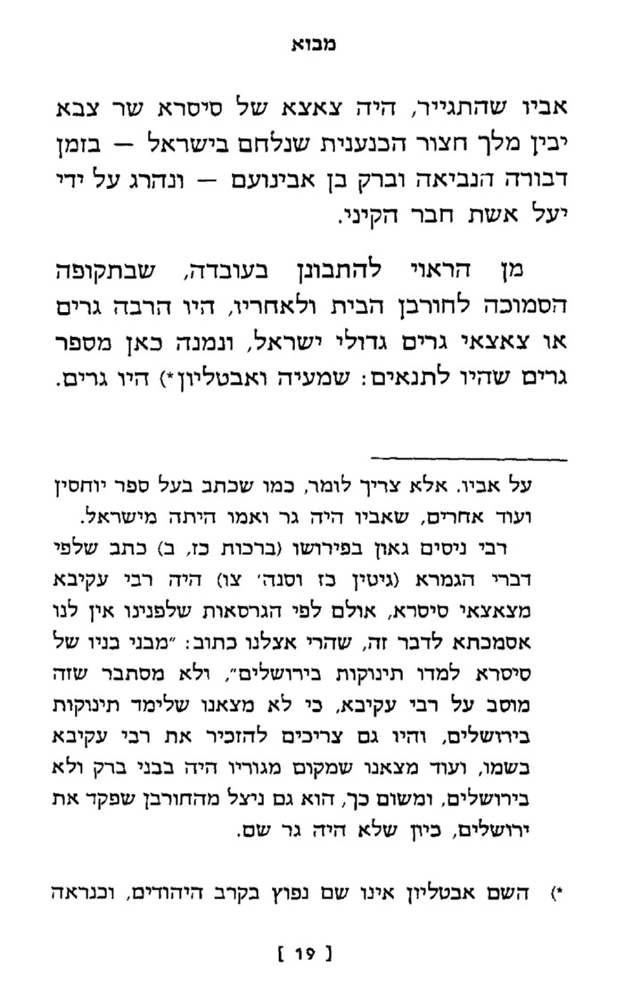 מבוא
אביו שהתגייר, היה צאצא של סיסרא שר צבא
יבין מלך חצור הכנענית שנלחם בישראל — בזמן
דבורה הנביאה וברק בן אבינועם — ונהרג על ידי
יעל אשת חבר הקיני.
מן הראוי להתבונן בעובדה, שבתקופה
הסמוכה לחורבן הבית ולאחריו, היו הרבה גרים
או צאצאי גרים גדולי ישראל, ונמנה כאן מספר
גרים שהיו לתנאים: שמעיה ואבטליון*) היו גרים.
על אביו. אלא צריך לומר, כמו שכתב בעל ספר יוחסין
ועוד אחרים, שאביו היה גר ואמו היתה מישראל.
רבי ניסים גאון בפירושו (ברכות כז, ב) כתב שלפי
דברי הגמרא (גיטין כז וסנה׳ צו) היה רבי עקיבא
מצאצאי סיסרא, אולם לפי הגרסאות שלפנינו אין לנו
אסמכתא לדבר זה, שהרי אצלנו כתוב: ״מבני בניו של
סיסרא למדו תינוקות בירושלים״, ולא מסתבר שזה
מוסב על רבי עקיבא, כי לא מצאנו שלימד תינוקות
בירושלים, והיו גם צריכים להזכיר את רבי עקיבא
בשמו, ועוד מצאנו שמקום מגוריו היה בבני ברק ולא
בירושלים, ומשום כך, הוא גם ניצל מהחורבן שפקד את
ירושלים, כיון שלא היה גר שם.
*) השם אבטליון אינו שם נפוץ בקרב היהודים, וכנראה
[ 19 ]